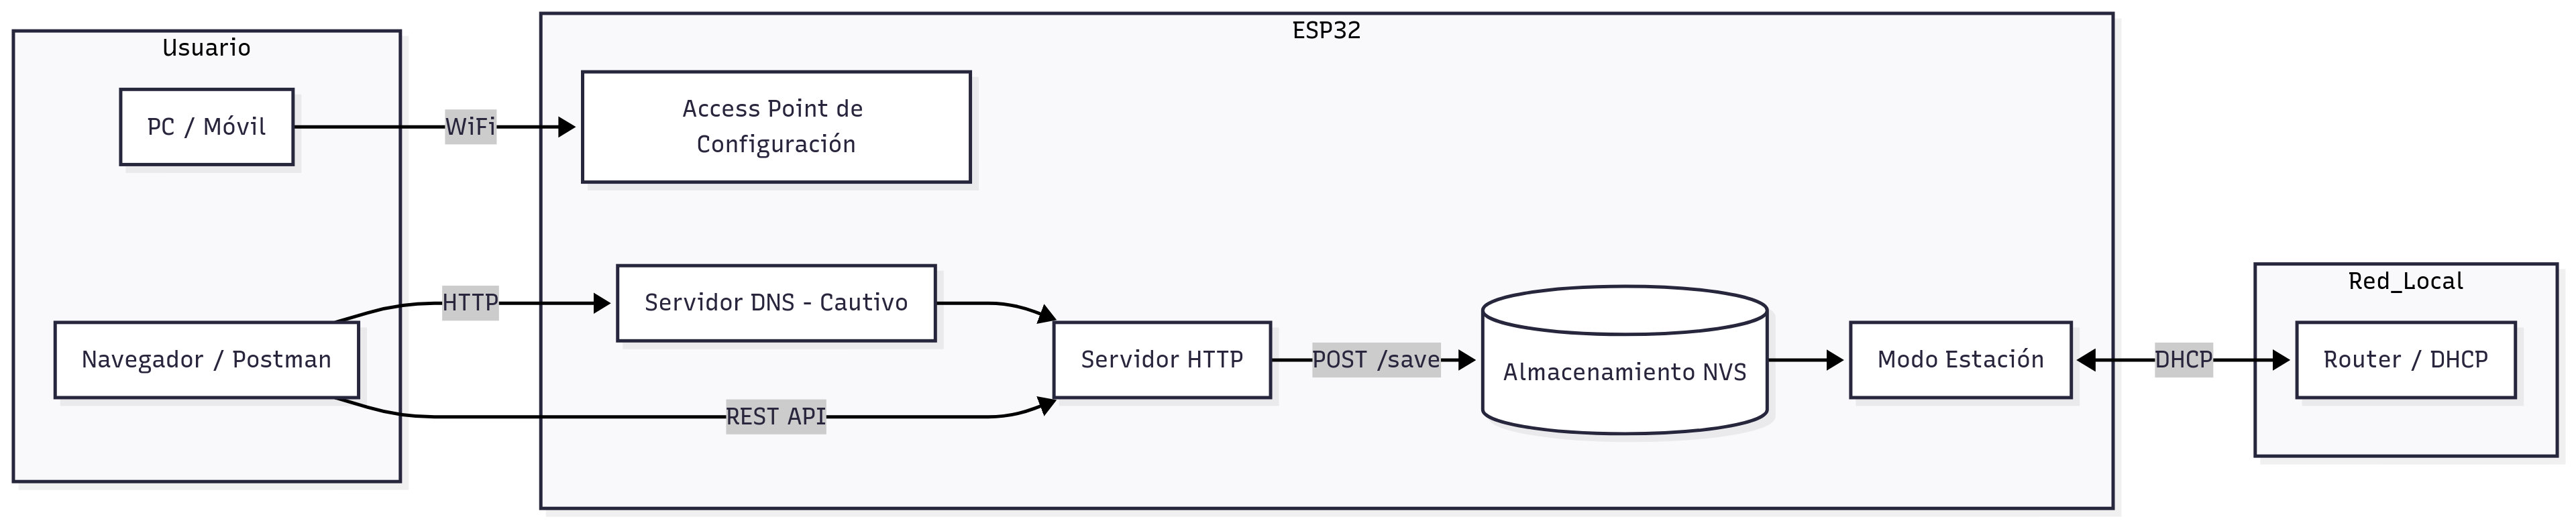 Usuario
PC / Móvil
Navegador / Postman
WiFi
HTTP
REST API
ESP32
Access Point de
Configuración
Servidor DNS - Cautivo
Servidor HTTP
POST /save
Almacenamiento NVS
Modo Estación
DHCP
Red_Local
Router / DHCP